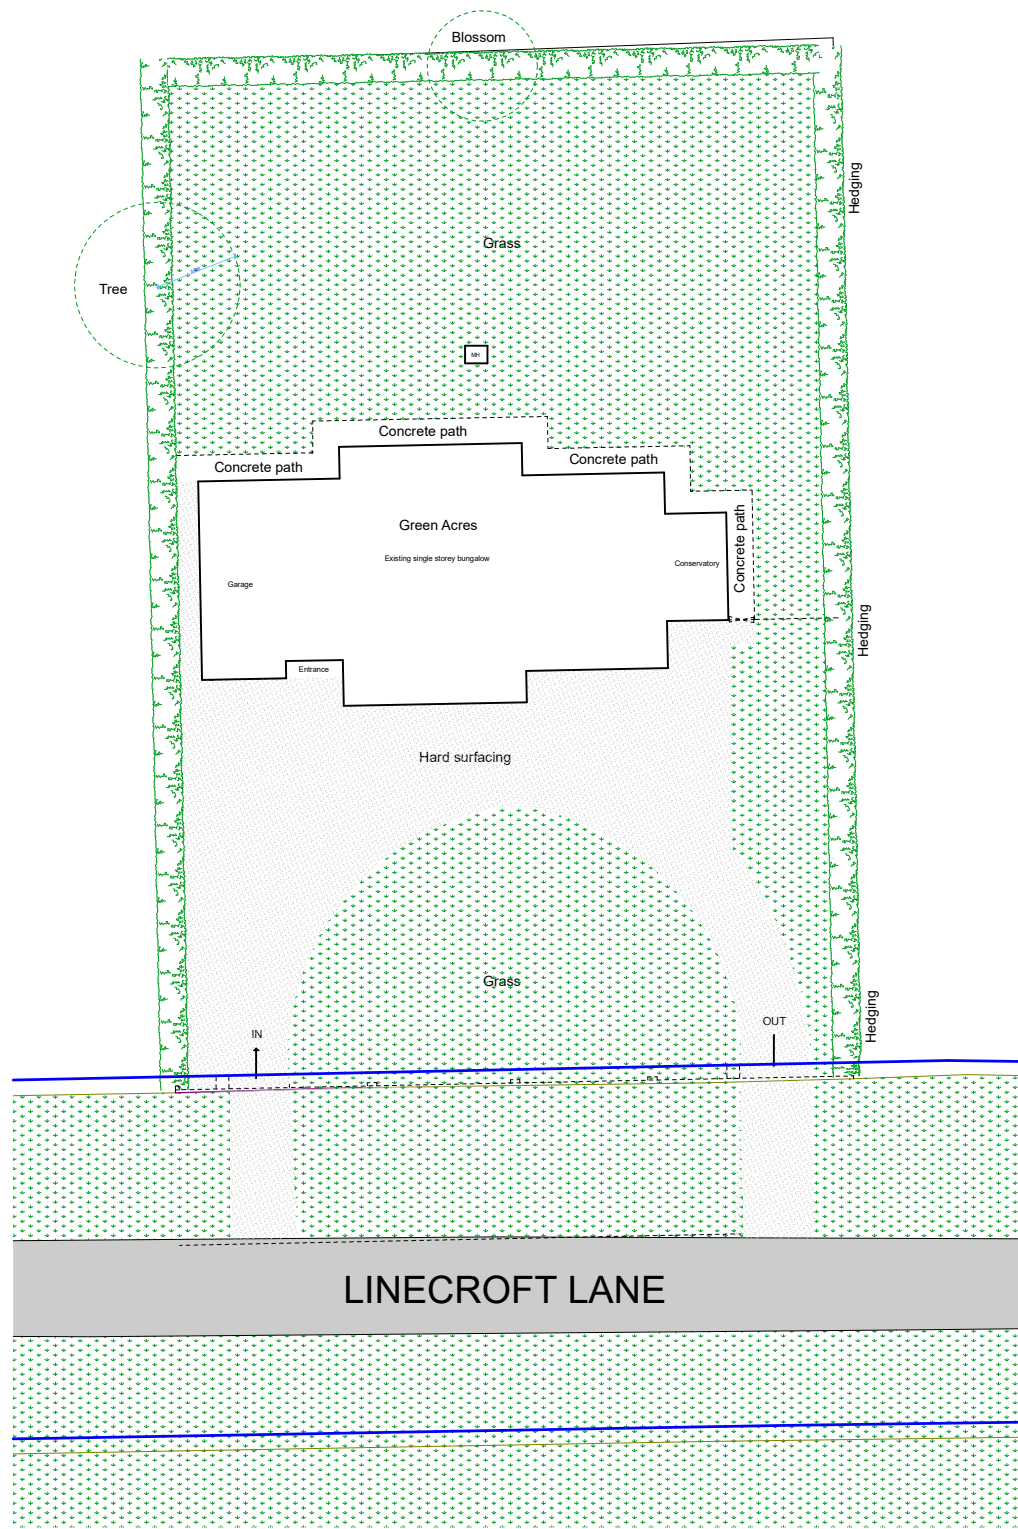 Blossom
Hedging
Grass
Tree
MH
Concrete path
Concrete path
Concrete path
Concrete path
Green Acres
Existing single storey bungalow
Conservatory
Garage
Hedging
Entrance
Hard surfacing
Grass
Hedging
IN
OUT
LINECROFT LANE